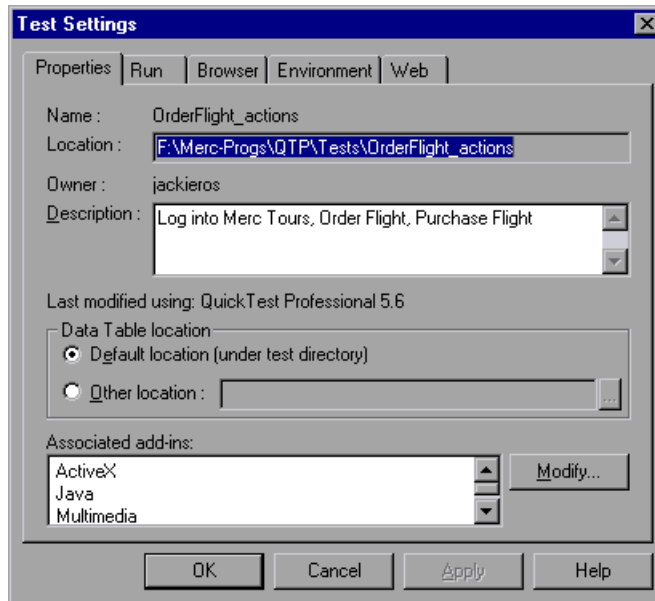 Test Settings
Properties Run Browser Environment Web
Name : OrderFlight_actions
Location : F:\Merc-Progs\QTP\Tests\OrderFlight_actions
Owner : jackieros
Description : Log into Merc Tours, Order Flight, Purchase Flight
Last modified using: QuickTest Professional 5.6
Data Table location
Default location (under test directory)
Other location : ...
Associated add-ins:
ActiveX Modify...
Java
Multimedia
OK Cancel Apply Help